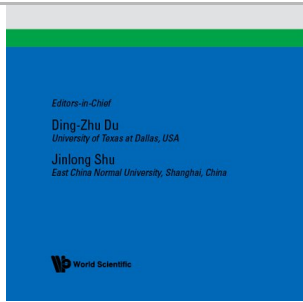 Editors-in-Chief
Ding-Zhu Du
University of Texas at Dallas, USA
Jinlong Shu
East China Normal University, Shanghai, China
World Scientific